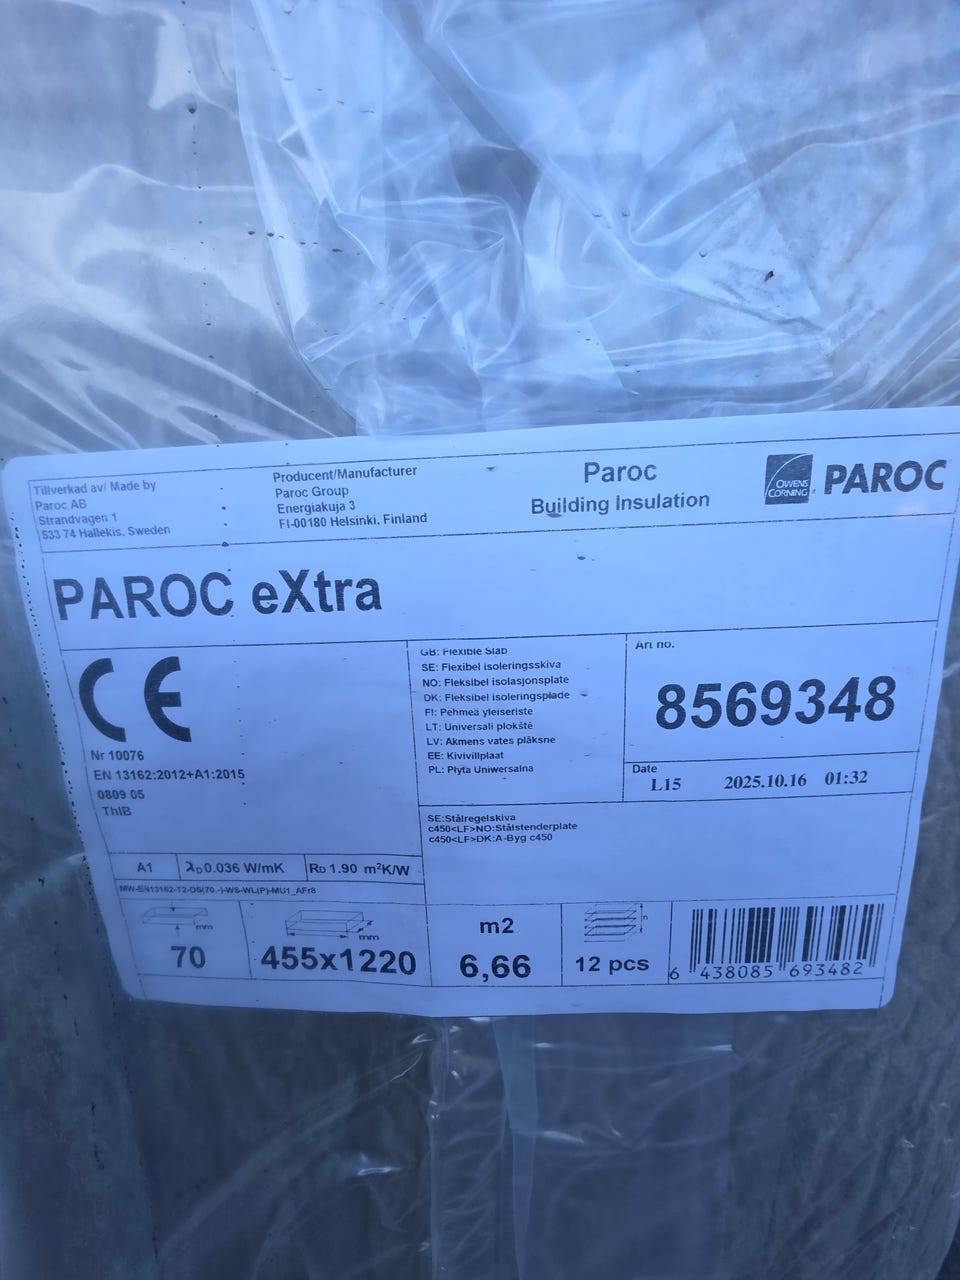 Tillverkad av/ Made by
Paroc AB
Strandvägen 1
533 74 Hällekis, Sweden
Producent/Manufacturer
Paroc Group
Energiakuja 3
FI-00180 Helsinki, Finland
Paroc
Building Insulation
OWENS
CORNING
PAROC
PAROC eXtra
CE
Nr 10076
EN 13162:2012+A1:2015
0809 05
ThIB
GB: Flexible Slab
SE: Flexibel isoleringsskiva
NO: Fleksibel isolasjonsplate
DK: Fleksibel isoleringsplade
FI: Pehmeä yleiseriste
LT: Universali plokštė
LV: Akmens vates plāksne
EE: Kivivillplaat
PL: Płyta Uniwersalna
Art no.
8569348
Date
L15 2025.10.16 01:32
SE:Stålregelskiva
c450<LF>NO:Stålstenderplate
c450<LF>DK:A-Byg c450
A1
λD 0.036 W/mK
RD 1.90 m²K/W
MW-EN13162-T2-DS(70,-)-WS-WL(P)-MU1_AFr8
mm
70
mm
455x1220
m2
6,66
h
12 pcs
6 438085 693482